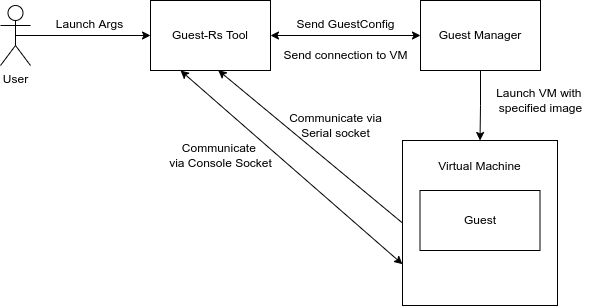 Launch Args
User
Guest-Rs Tool
Send GuestConfig
Send connection to VM
Guest Manager
Launch VM with
specified image
Communicate via
Serial socket
Communicate
via Console Socket
Virtual Machine
Guest